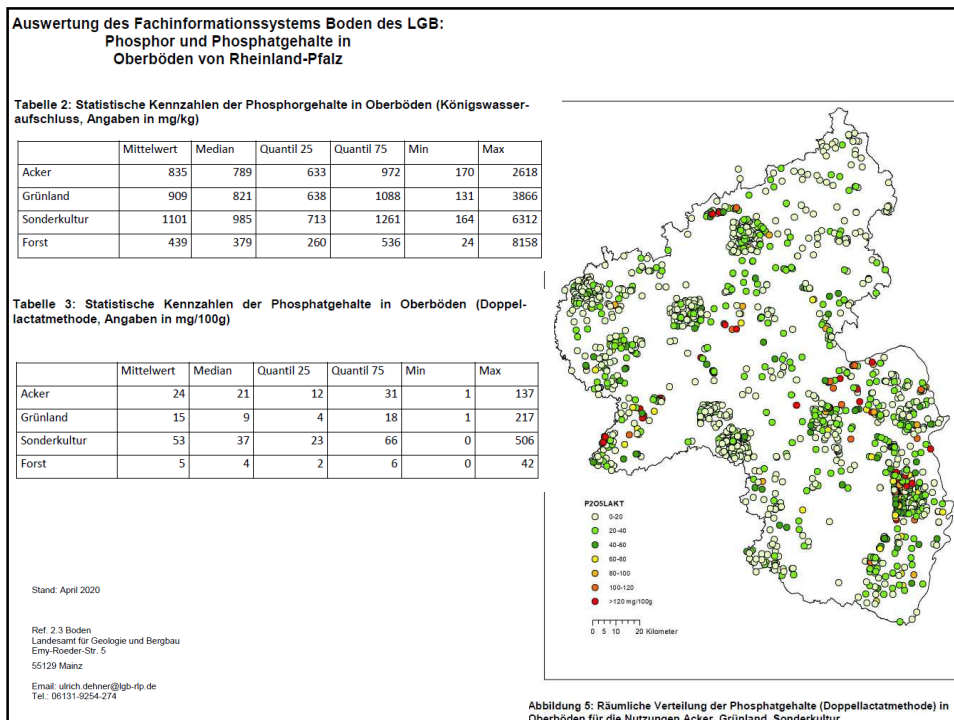 Auswertung des Fachinformationssystems Boden des LGB:
Phosphor und Phosphatgehalte in
Oberböden von Rheinland-Pfalz
Tabelle 2: Statistische Kennzahlen der Phosphorgehalte in Oberböden (Königswasser-
aufschluss, Angaben in mg/kg)
Mittelwert Median Quantil 25 Quantil 75 Min Max
Acker 835 789 633 972 170 2618
Grünland 909 821 638 1088 131 3866
Sonderkultur 1101 985 713 1261 164 6312
Forst 439 379 260 536 24 8158
Tabelle 3: Statistische Kennzahlen der Phosphatgehalte in Oberböden (Doppel-
lactatmethode, Angaben in mg/100g)
Mittelwert Median Quantil 25 Quantil 75 Min Max
Acker 24 21 12 31 1 137
Grünland 15 9 4 18 1 217
Sonderkultur 53 37 23 66 0 506
Forst 5 4 2 6 0 42
Stand: April 2020
Ref. 2.3 Boden
Landesamt für Geologie und Bergbau
Emy-Roeder-Str. 5
55129 Mainz
Email: ulrich.dehner@lgb-rlp.de
Tel.: 06131-9254-274
P2O5LAKT
0-20
20-40
40-60
60-80
80-100
100-120
>120 mg/100g
0 5 10 20 Kilometer
Abbildung 5: Räumliche Verteilung der Phosphatgehalte (Doppellactatmethode) in
Oberböden für die Nutzungen Acker, Grünland, Sonderkultur